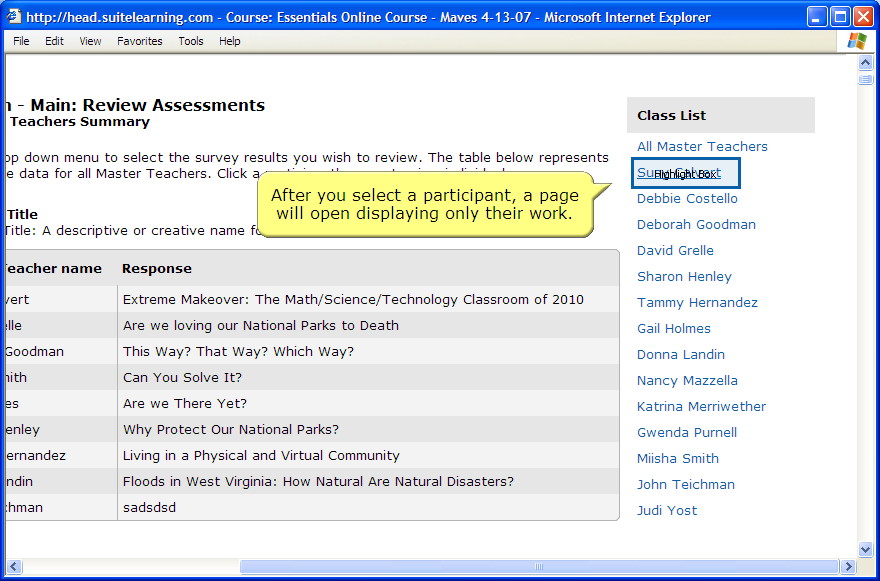 http://head.suitelearning.com - Course: Essentials Online Course - Maves 4-13-07 - Microsoft Internet Explorer
File Edit View Favorites Tools Help
- Main: Review Assessments
Teachers Summary
op down menu to select the survey results you wish to review. The table below represents
e data for all Master Teachers. Click a
Title
Title: A descriptive or creative name
After you select a participant, a page
will open displaying only their work.
Teacher name Response
vert Extreme Makeover: The Math/Science/Technology Classroom of 2010
elle Are we loving our National Parks to Death
Goodman This Way? That Way? Which Way?
mith Can You Solve It?
es Are we There Yet?
enley Why Protect Our National Parks?
ernandez Living in a Physical and Virtual Community
ndin Floods in West Virginia: How Natural Are Natural Disasters?
chman sadsdsd
Class List
All Master Teachers
Highlight Box
Debbie Costello
Deborah Goodman
David Grelle
Sharon Henley
Tammy Hernandez
Gail Holmes
Donna Landin
Nancy Mazzella
Katrina Merriwether
Gwenda Purnell
Miisha Smith
John Teichman
Judi Yost